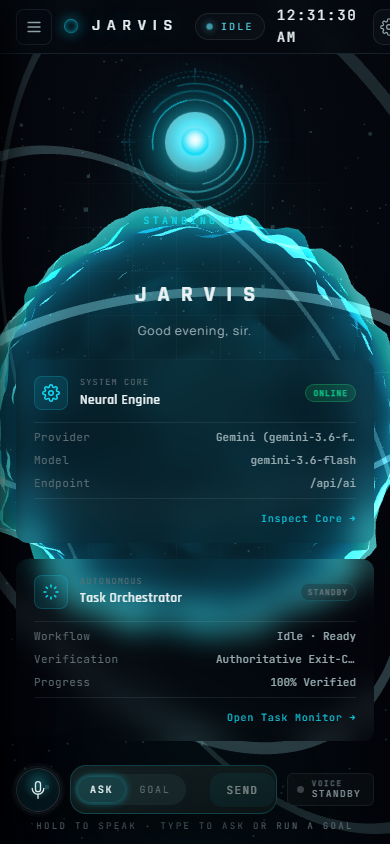 JARVIS
IDLE
12:31:30 AM
STANDING BY
JARVIS
Good evening, sir.
SYSTEM CORE
Neural Engine
ONLINE
Provider Gemini (gemini-3.6-f…
Model gemini-3.6-flash
Endpoint /api/ai
Inspect Core →
AUTONOMOUS
Task Orchestrator
STANDBY
Workflow Idle · Ready
Verification Authoritative Exit-C…
Progress 100% Verified
Open Task Monitor →
ASK GOAL SEND
VOICE
STANDBY
HOLD TO SPEAK · TYPE TO ASK OR RUN A GOAL